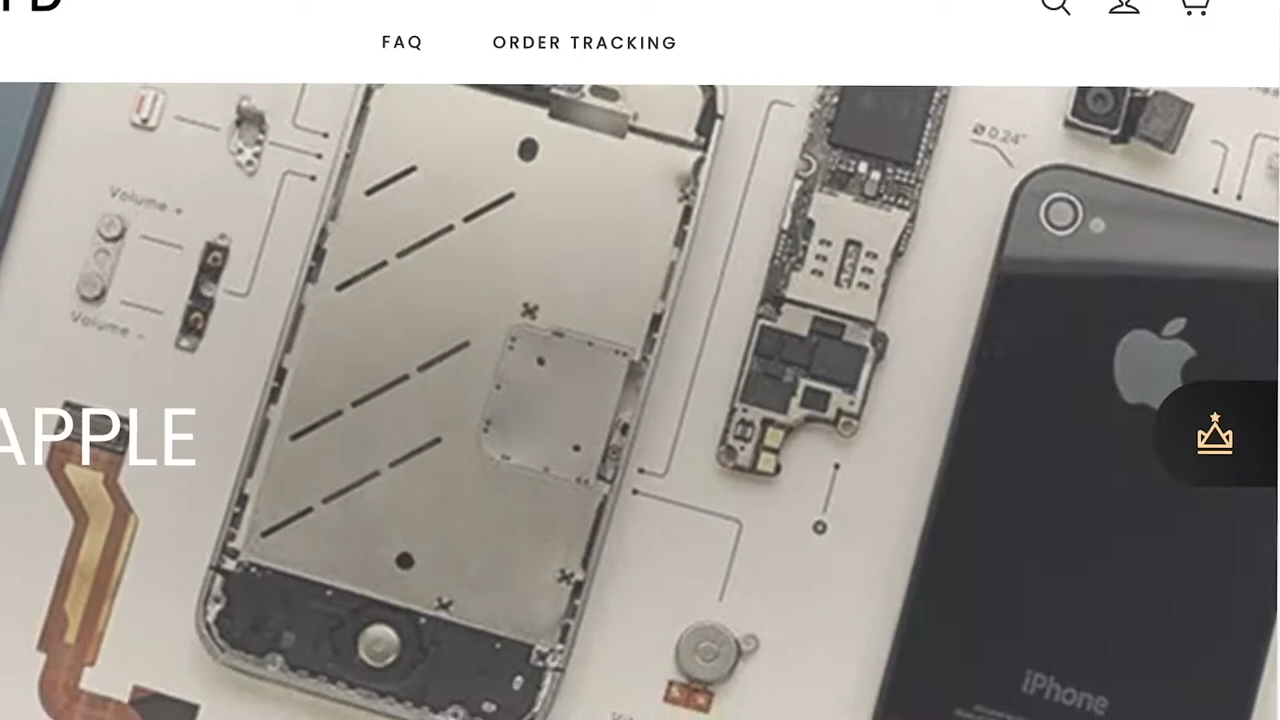 FAQ ORDER TRACKING
Ø 0.24"
Volume +
Volume -
APPLE
iPhone